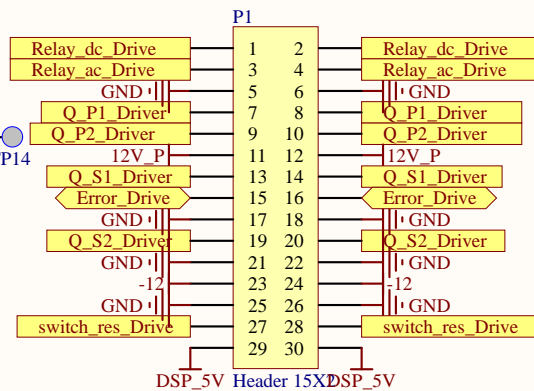 P1
Relay_dc_Drive 1 2 Relay_dc_Drive
Relay_ac_Drive 3 4 Relay_ac_Drive
GND 5 6 GND
Q_P1_Driver 7 8 Q_P1_Driver
Q_P2_Driver 9 10 Q_P2_Driver
P14 12V_P 11 12 12V_P
Q_S1_Driver 13 14 Q_S1_Driver
Error_Drive 15 16 Error_Drive
GND 17 18 GND
Q_S2_Driver 19 20 Q_S2_Driver
GND 21 22 GND
-12 23 24 -12
GND 25 26 GND
switch_res_Drive 27 28 switch_res_Drive
29 30
DSP_5V Header 15X2 DSP_5V